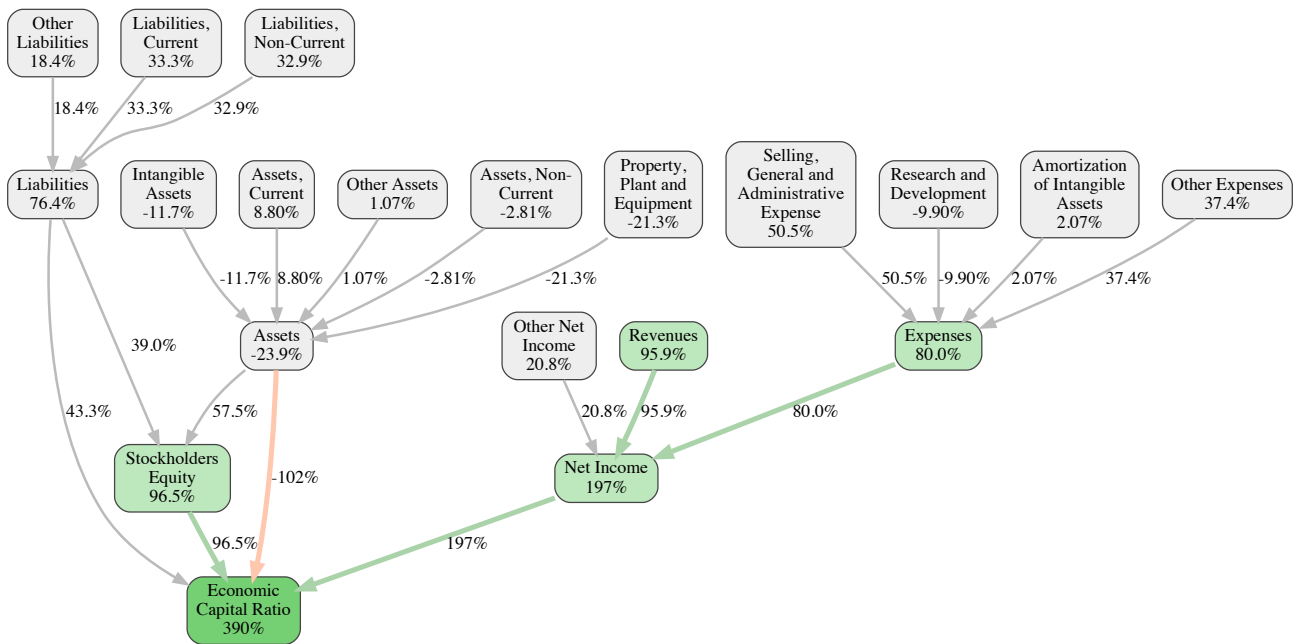 Other
Liabilities
18.4%
Liabilities,
Current
33.3%
Liabilities,
Non-Current
32.9%
18.4%
33.3%
32.9%
Liabilities
76.4%
Intangible
Assets
-11.7%
Assets,
Current
8.80%
Other Assets
1.07%
Assets, Non-
Current
-2.81%
Property,
Plant and
Equipment
-21.3%
Selling,
General and
Administrative
Expense
50.5%
Research and
Development
-9.90%
Amortization
of Intangible
Assets
2.07%
Other Expenses
37.4%
-11.7%
8.80%
1.07%
-2.81%
-21.3%
50.5%
-9.90%
2.07%
37.4%
39.0%
Assets
-23.9%
Other Net
Income
20.8%
Revenues
95.9%
Expenses
80.0%
43.3%
57.5%
20.8%
95.9%
80.0%
Stockholders
Equity
96.5%
-102%
Net Income
197%
96.5%
197%
Economic
Capital Ratio
390%